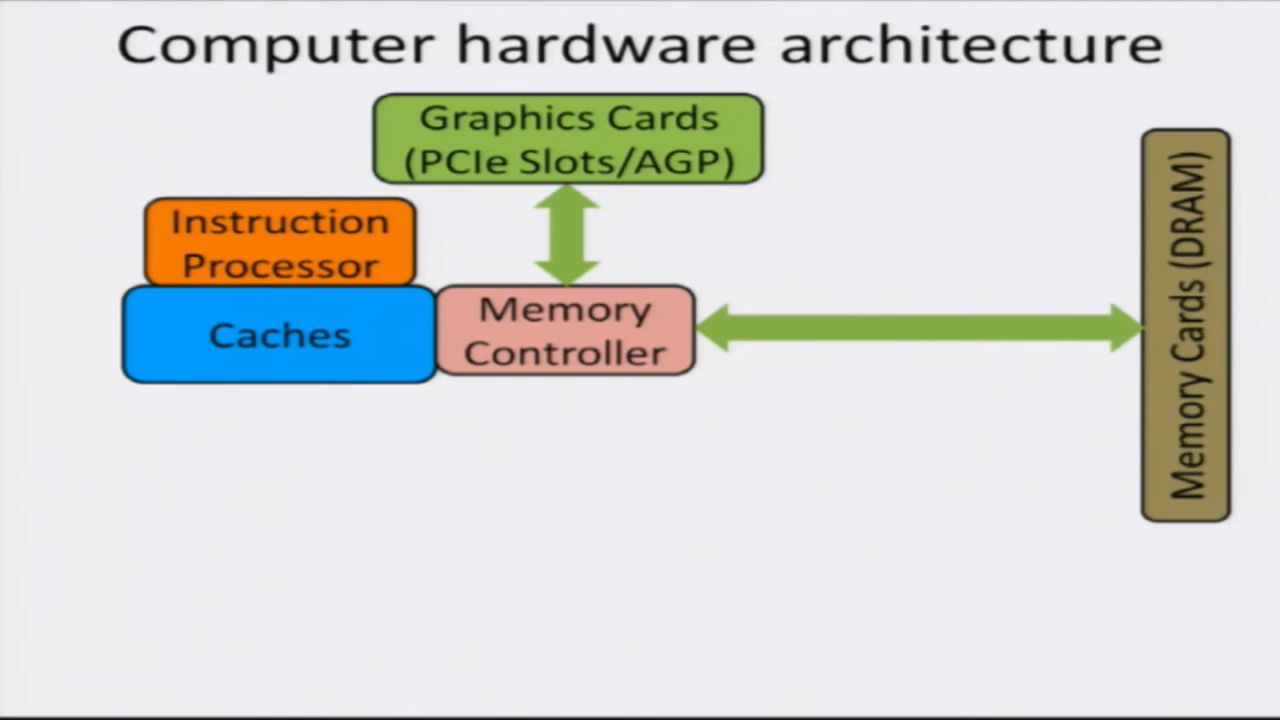 Computer hardware architecture
Graphics Cards
(PCIe Slots/AGP)
Instruction
Processor
Caches
Memory
Controller
Memory Cards (DRAM)